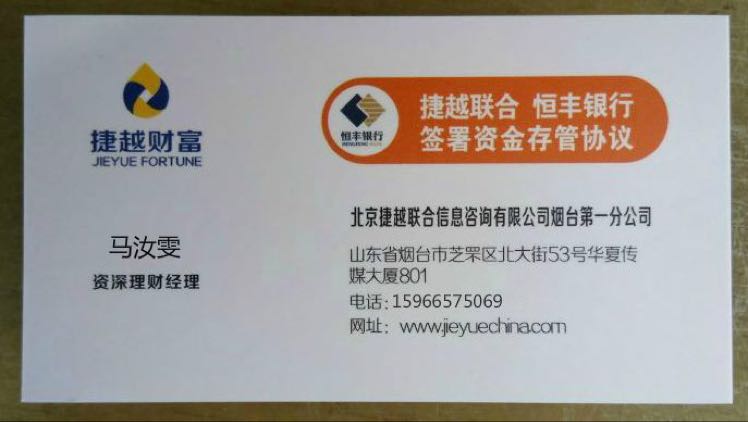 捷越财富
JIEYUE FORTUNE
马汝雯
资深理财经理
恒丰银行
捷越联合 恒丰银行
签署资金存管协议
北京捷越联合信息咨询有限公司烟台第一分公司
山东省烟台市芝罘区北大街53号华夏传
媒大厦801
电话:15966575069
网址: www.jieyuechina.com